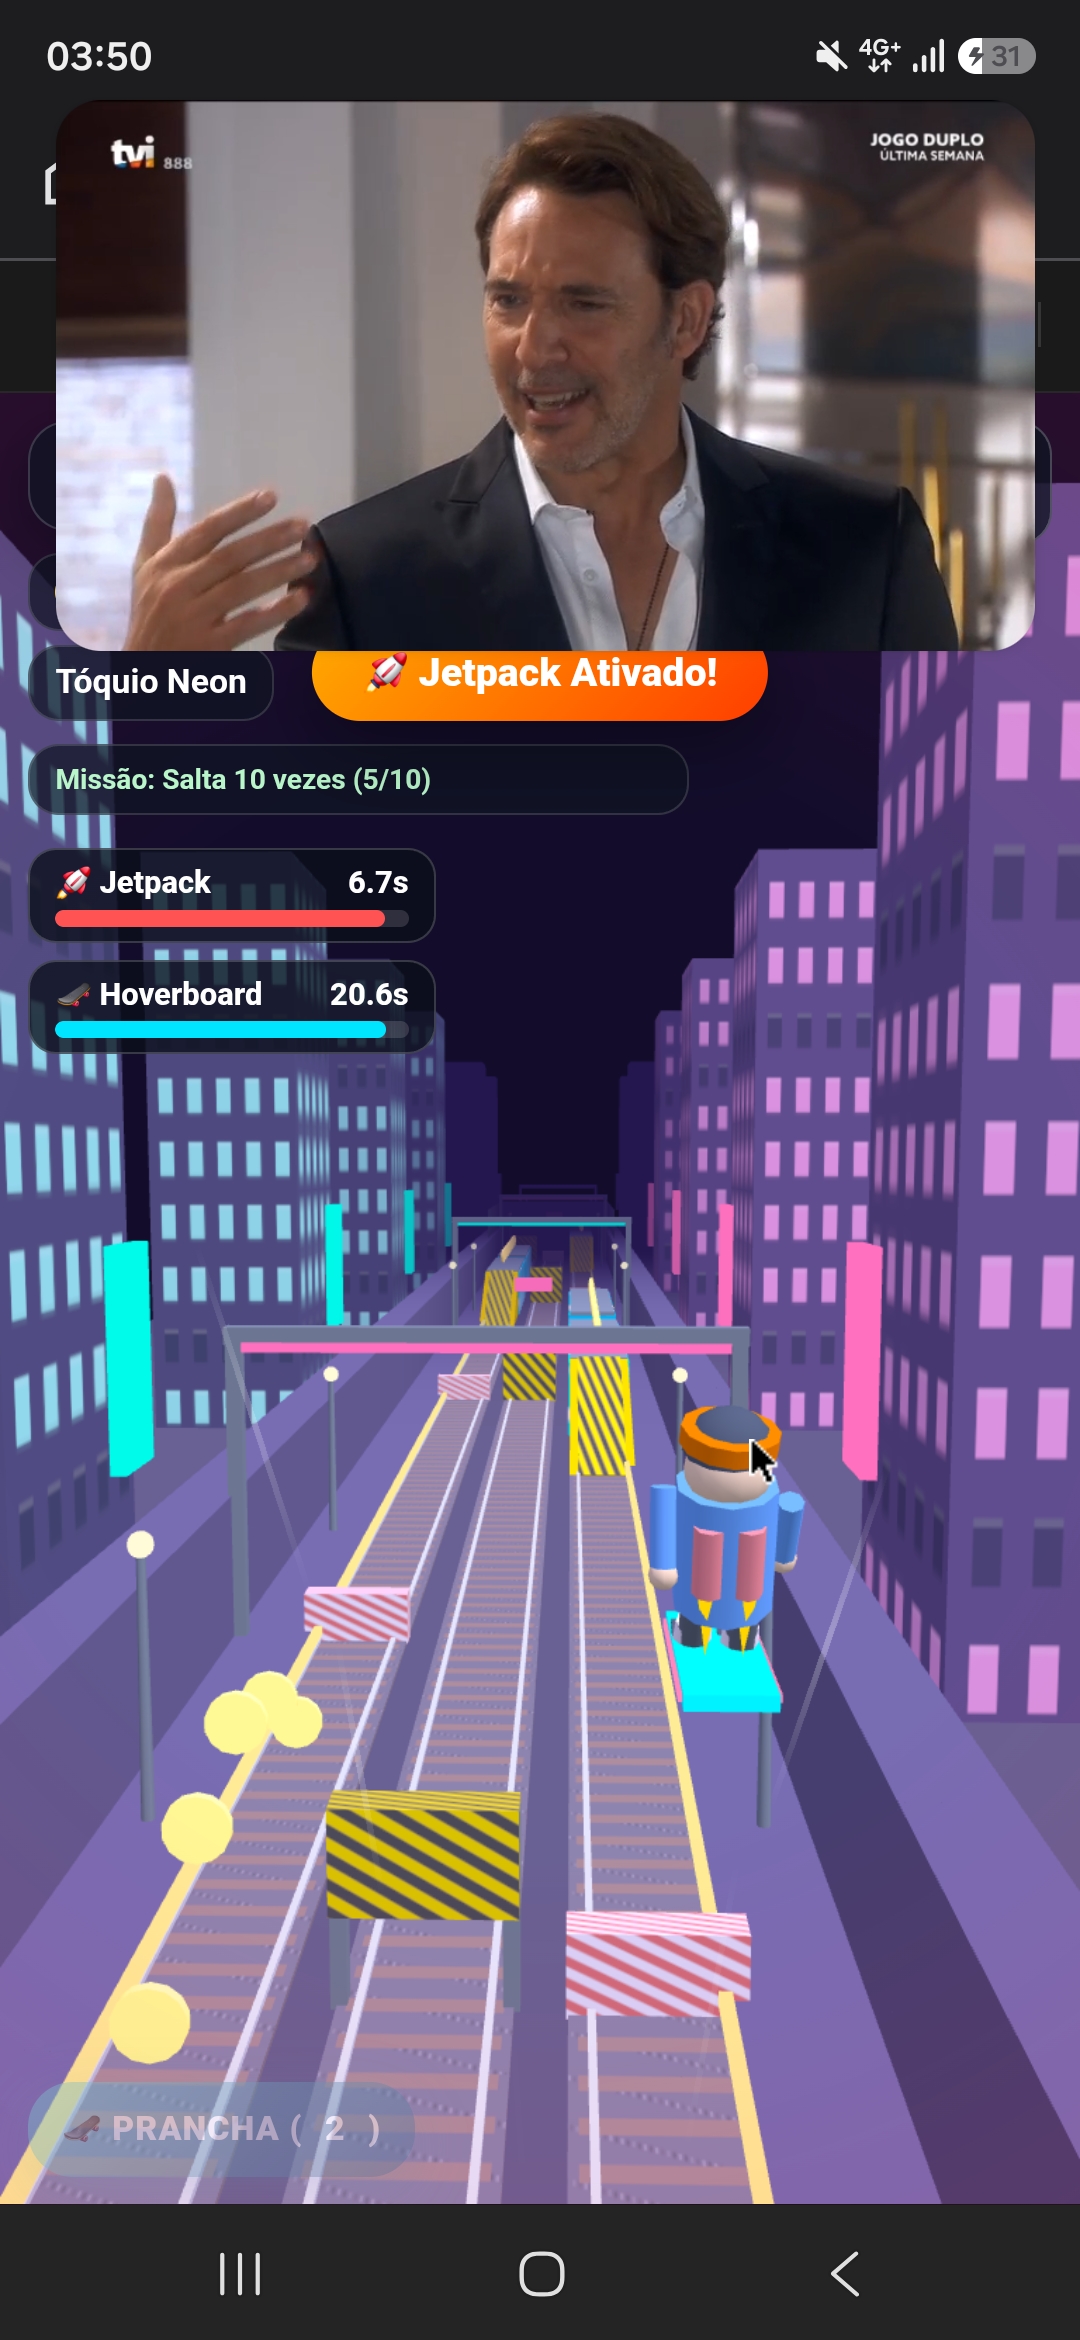 03:50
4G+
31
tvi 888
JOGO DUPLO
ÚLTIMA SEMANA
Tóquio Neon
🚀 Jetpack Ativado!
Missão: Salta 10 vezes (5/10)
🚀 Jetpack 6.7s
🛹 Hoverboard 20.6s
🛹 PRANCHA ( 2 )